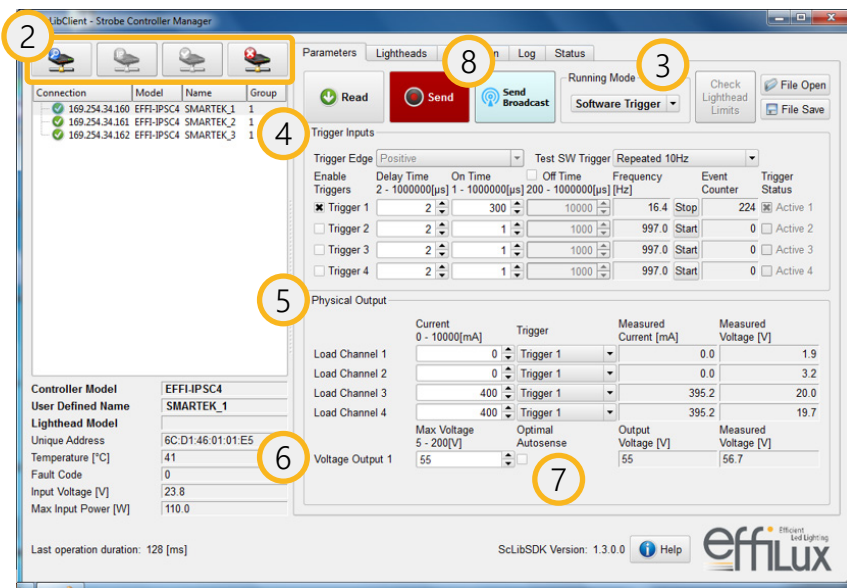 LibClient - Strobe Controller Manager
2
Parameters Lightheads Log Status
8
3
Read
Send
Send Broadcast
Running Mode
Software Trigger
Check Lighthead Limits
File Open
File Save
Connection Model Name Group
169.254.34.160 EFFI-IPSC4 SMARTEK_1 1
169.254.34.161 EFFI-IPSC4 SMARTEK_2 1
169.254.34.162 EFFI-IPSC4 SMARTEK_3 1
4
Trigger Inputs
Trigger Edge Positive Test SW Trigger Repeated 10Hz
Enable Delay Time On Time Off Time Frequency Event Trigger
Triggers 2 - 1000000[µs] 1 - 1000000[µs] 200 - 1000000[µs] [Hz] Counter Status
Trigger 1 2 300 10000 16.4 Stop 224 Active 1
Trigger 2 2 1 1000 997.0 Start 0 Active 2
Trigger 3 2 1 1000 997.0 Start 0 Active 3
Trigger 4 2 1 1000 997.0 Start 0 Active 4
5
Physical Output
Current Trigger Measured Measured
0 - 10000[mA] Current [mA] Voltage [V]
Load Channel 1 0 Trigger 1 0.0 1.9
Load Channel 2 0 Trigger 1 0.0 3.2
Load Channel 3 400 Trigger 1 395.2 20.0
Load Channel 4 400 Trigger 1 395.2 19.7
Max Voltage Optimal Output Measured
5 - 200[V] Autosense Voltage [V] Voltage [V]
Voltage Output 1 55 55 56.7
6
7
Controller Model EFFI-IPSC4
User Defined Name SMARTEK_1
Lighthead Model
Unique Address 6C:D1:46:01:01:E5
Temperature [°C] 41
Fault Code 0
Input Voltage [V] 23.8
Max Input Power [W] 110.0
Last operation duration: 128 [ms]
ScLibSDK Version: 1.3.0.0
Help
effiLUX
Efficient
Led Lighting